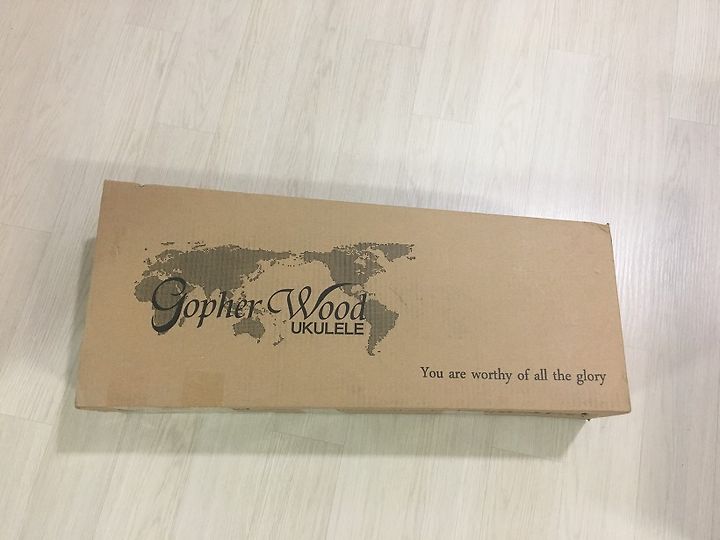 Gopher Wood
UKULELE
You are worthy of all the glory